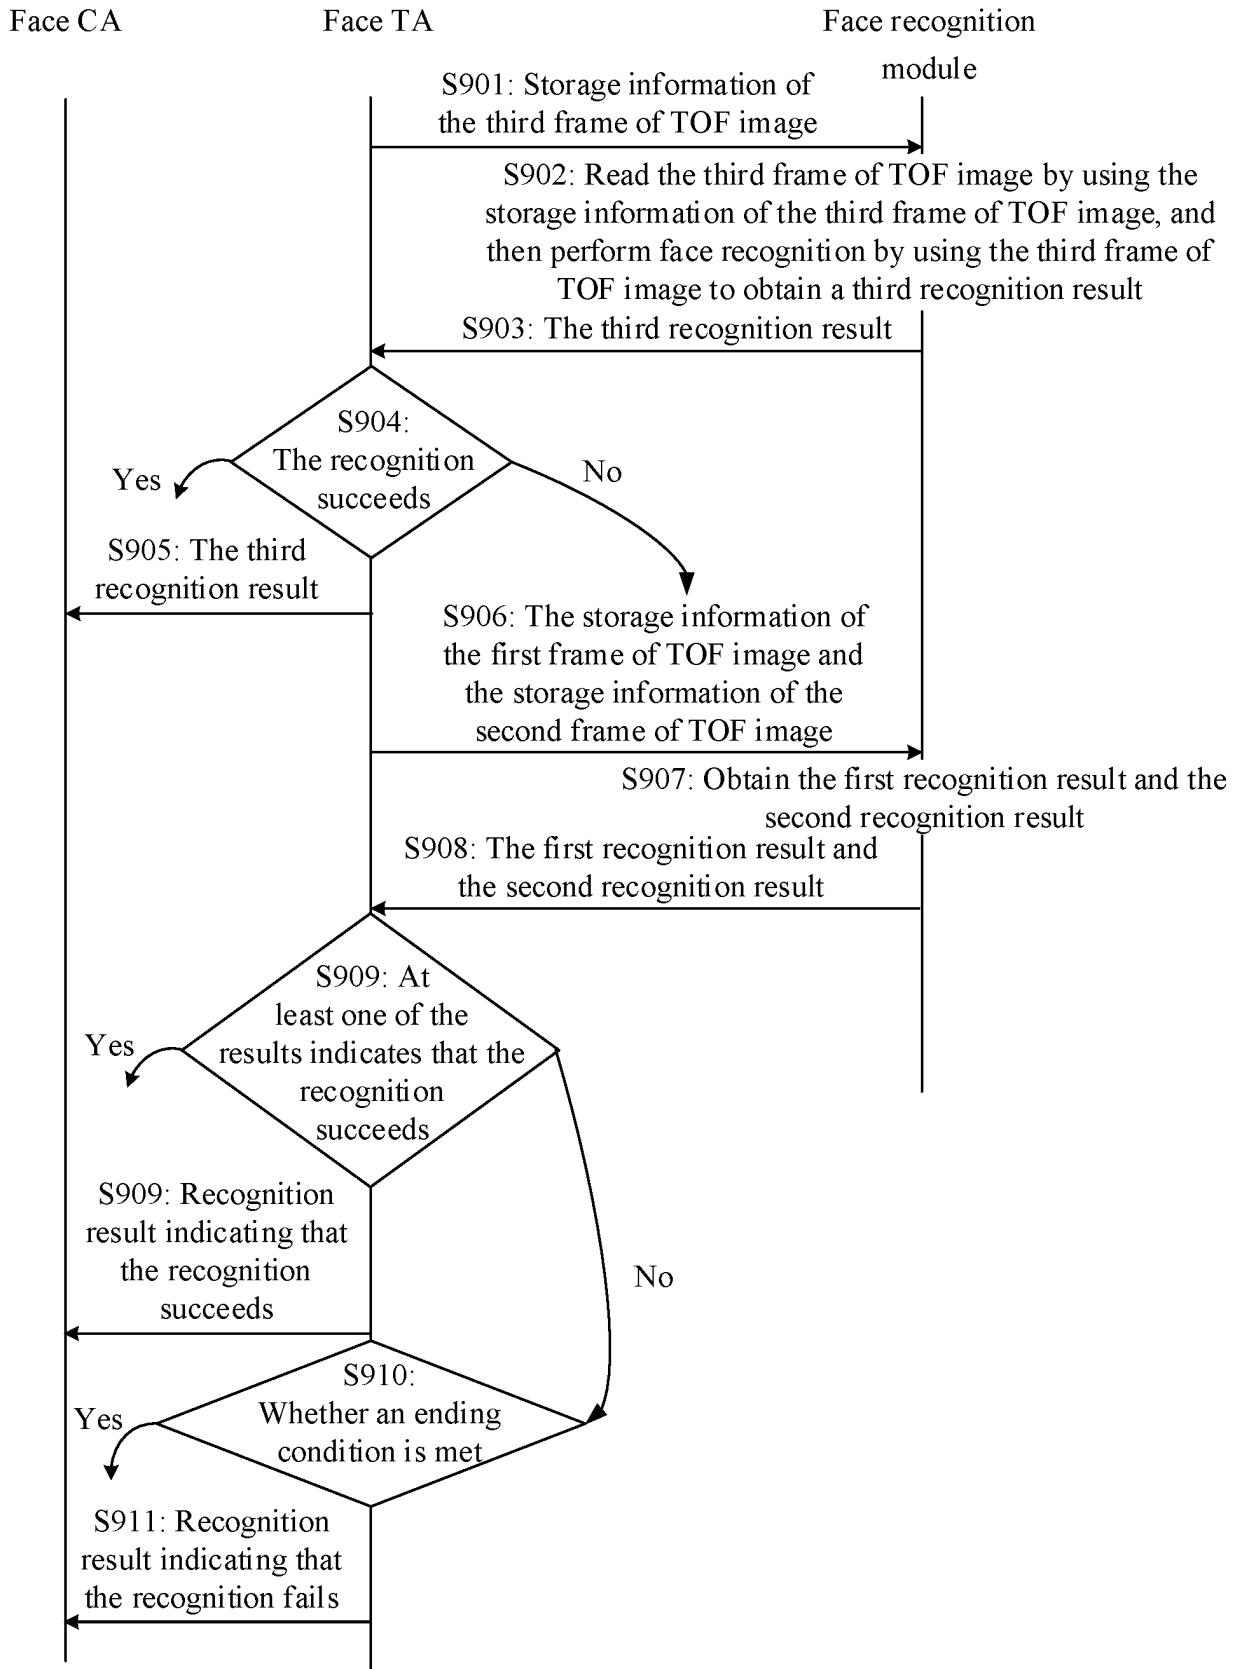 Face CA
Face TA
Face recognition
module
S901: Storage information of
the third frame of TOF image
S902: Read the third frame of TOF image by using the
storage information of the third frame of TOF image, and
then perform face recognition by using the third frame of
TOF image to obtain a third recognition result
S903: The third recognition result
S904:
The recognition
succeeds
Yes
No
S905: The third
recognition result
S906: The storage information of
the first frame of TOF image and
the storage information of the
second frame of TOF image
S907: Obtain the first recognition result and the
second recognition result
S908: The first recognition result and
the second recognition result
S909: At
least one of the
results indicates that the
recognition
succeeds
Yes
No
S909: Recognition
result indicating that
the recognition
succeeds
S910:
Whether an ending
condition is met
Yes
S911: Recognition
result indicating that
the recognition fails